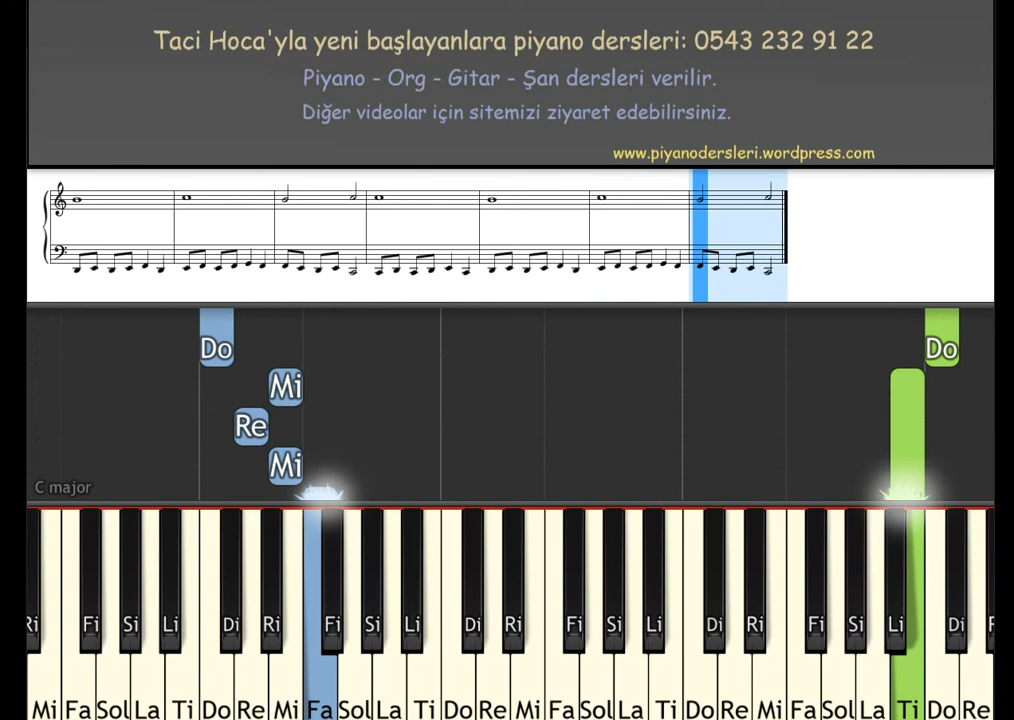 Taci Hoca'yla yeni başlayanlara piyano dersleri: 0543 232 91 22
Piyano - Org - Gitar - Şan dersleri verilir.
Diğer videolar için sitemizi ziyaret edebilirsiniz.
www.piyanodersleri.wordpress.com
Do Do
Mi
Re
Mi
C major
Ri Fi Si Li Di Ri Fi Si Li Di Ri Fi Si Li Di Ri Fi Si Li Di
Mi Fa Sol La Ti Do Re Mi Fa Sol La Ti Do Re Mi Fa Sol La Ti Do Re Mi Fa Sol La Ti Do Re